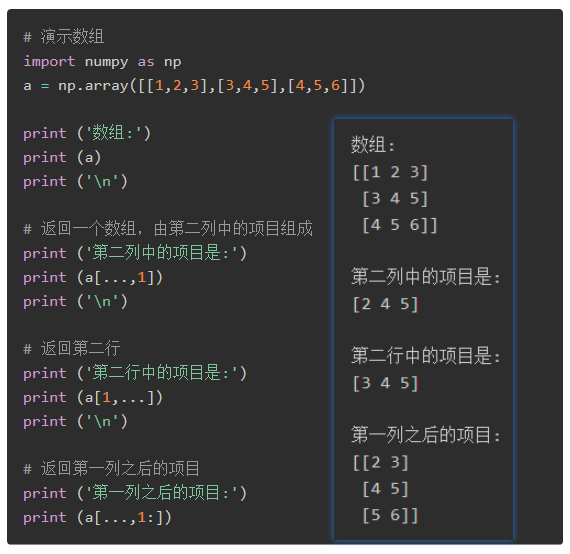 # 演示数组
import numpy as np
a = np.array([[1,2,3],[3,4,5],[4,5,6]])
print ('数组:')
print (a)
print ('\n')
# 返回一个数组，由第二列中的项目组成
print ('第二列中的项目是:')
print (a[...,1])
print ('\n')
# 返回第二行
print ('第二行中的项目是:')
print (a[1,...])
print ('\n')
# 返回第一列之后的项目
print ('第一列之后的项目:')
print (a[...,1:])
数组:
[[1 2 3]
 [3 4 5]
 [4 5 6]]
第二列中的项目是:
[2 4 5]
第二行中的项目是:
[3 4 5]
第一列之后的项目:
[[2 3]
 [4 5]
 [5 6]]